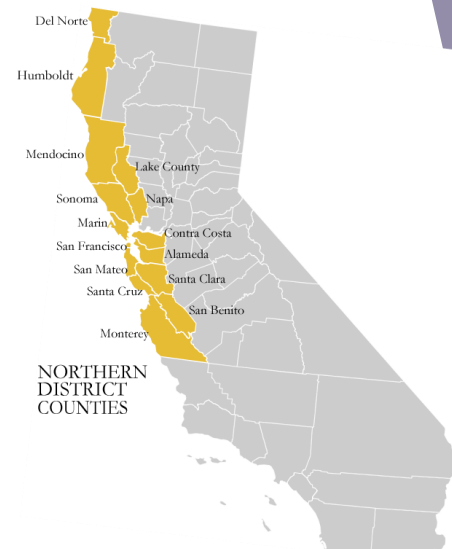 Del Norte
Humboldt
Mendocino
Lake County
Sonoma
Napa
Marin
Contra Costa
San Francisco
Alameda
San Mateo
Santa Clara
Santa Cruz
San Benito
Monterey
NORTHERN
DISTRICT
COUNTIES